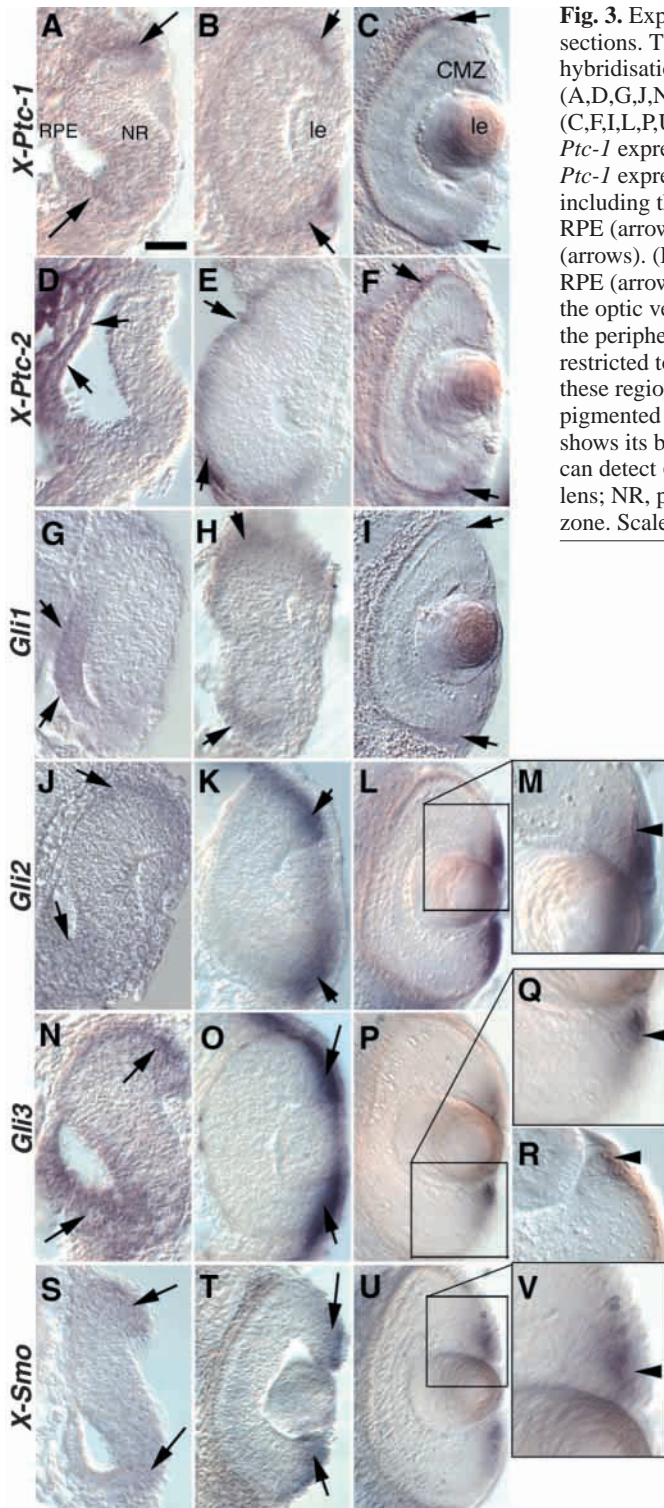 Fig. 3. Exp
sections. T
hybridisatio
(A,D,G,J,N
(C,F,I,L,P,U
Ptc-1 expre
Ptc-1 expre
including th
RPE (arrow
(arrows). (
RPE (arrow
the optic ve
the periphe
restricted to
these region
pigmented
shows its b
can detect
lens; NR, p
zone. Scale
X-Ptc-1
A
RPE
NR
B
le
C
CMZ
le
X-Ptc-2
D
E
F
Gli1
G
H
I
Gli2
J
K
L
M
Gli3
N
O
P
Q
R
X-Smo
S
T
U
V